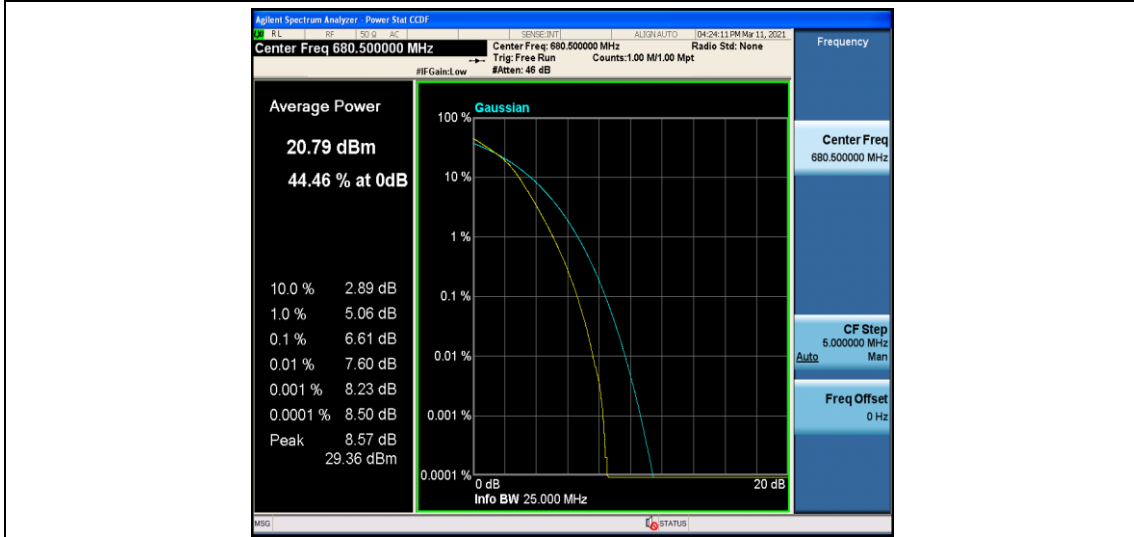 Agilent Spectrum Analyzer - Power Stat CCDF
LXI RL RF 50 Ω AC SENSE:INT ALIGN AUTO 04:24:11 PM Mar 11, 2021
Center Freq 680.500000 MHz
Center Freq: 680.500000 MHz Radio Std: None
Trig: Free Run Counts:1.00 M/1.00 Mpt
#IFGain:Low #Atten: 46 dB
Frequency
Average Power
20.79 dBm
44.46 % at 0dB
10.0 % 2.89 dB
1.0 % 5.06 dB
0.1 % 6.61 dB
0.01 % 7.60 dB
0.001 % 8.23 dB
0.0001 % 8.50 dB
Peak 8.57 dB
29.36 dBm
Gaussian
100 %
10 %
1 %
0.1 %
0.01 %
0.001 %
0.0001 %
0 dB 20 dB
Info BW 25.000 MHz
Center Freq
680.500000 MHz
CF Step
5.000000 MHz
Auto Man
Freq Offset
0 Hz
MSG STATUS